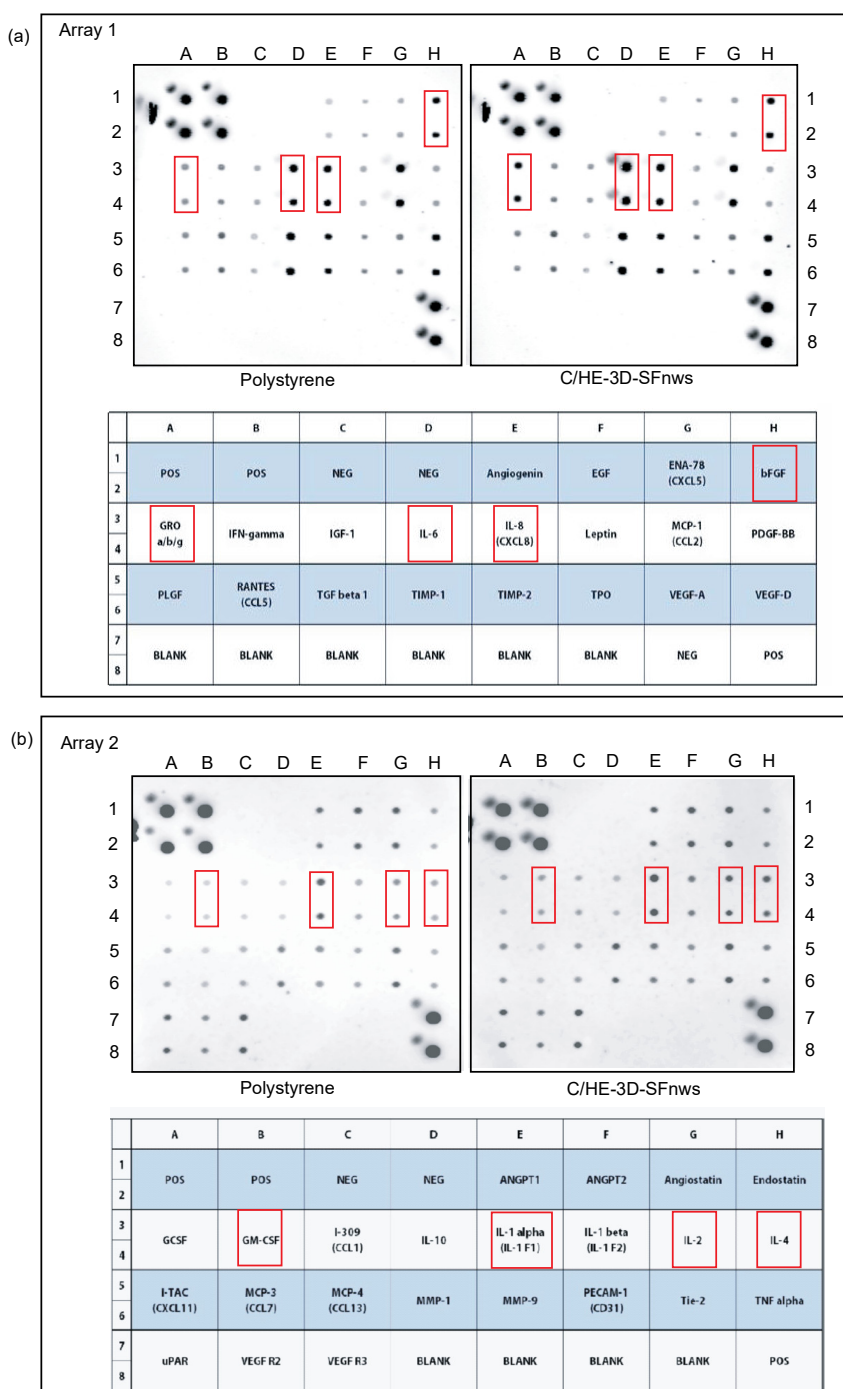 (a)
Array 1
A B C D E F G H A B C D E F G H
1 1
2 2
3 3
4 4
5 5
6 6
7 7
8 8
Polystyrene C/HE-3D-SFnws
A B C D E F G H
1 POS POS NEG NEG Angiogenin EGF ENA-78 (CXCL5) bFGF
2
3 GRO a/b/g IFN-gamma IGF-1 IL-6 IL-8 (CXCL8) Leptin MCP-1 (CCL2) PDGF-BB
4
5 PLGF RANTES (CCL5) TGF beta 1 TIMP-1 TIMP-2 TPO VEGF-A VEGF-D
6
7 BLANK BLANK BLANK BLANK BLANK BLANK NEG POS
8
(b)
Array 2
A B C D E F G H A B C D E F G H
1 1
2 2
3 3
4 4
5 5
6 6
7 7
8 8
Polystyrene C/HE-3D-SFnws
A B C D E F G H
1 POS POS NEG NEG ANGPT1 ANGPT2 Angiostatin Endostatin
2
3 GCSF GM-CSF I-309 (CCL1) IL-10 IL-1 alpha (IL-1 F1) IL-1 beta (IL-1 F2) IL-2 IL-4
4
5 I-TAC (CXCL11) MCP-3 (CCL7) MCP-4 (CCL13) MMP-1 MMP-9 PECAM-1 (CD31) Tie-2 TNF alpha
6
7 uPAR VEGF R2 VEGF R3 BLANK BLANK BLANK BLANK POS
8